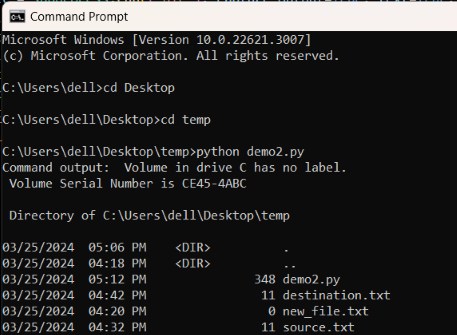 Command Prompt
Microsoft Windows [Version 10.0.22621.3007]
(c) Microsoft Corporation. All rights reserved.
C:\Users\dell>cd Desktop
C:\Users\dell\Desktop>cd temp
C:\Users\dell\Desktop\temp>python demo2.py
Command output:  Volume in drive C has no label.
 Volume Serial Number is CE45-4ABC
 Directory of C:\Users\dell\Desktop\temp
03/25/2024  05:06 PM    <DIR>          .
03/25/2024  04:18 PM    <DIR>          ..
03/25/2024  05:12 PM               348 demo2.py
03/25/2024  04:42 PM                11 destination.txt
03/25/2024  04:20 PM                 0 new_file.txt
03/25/2024  04:32 PM                11 source.txt